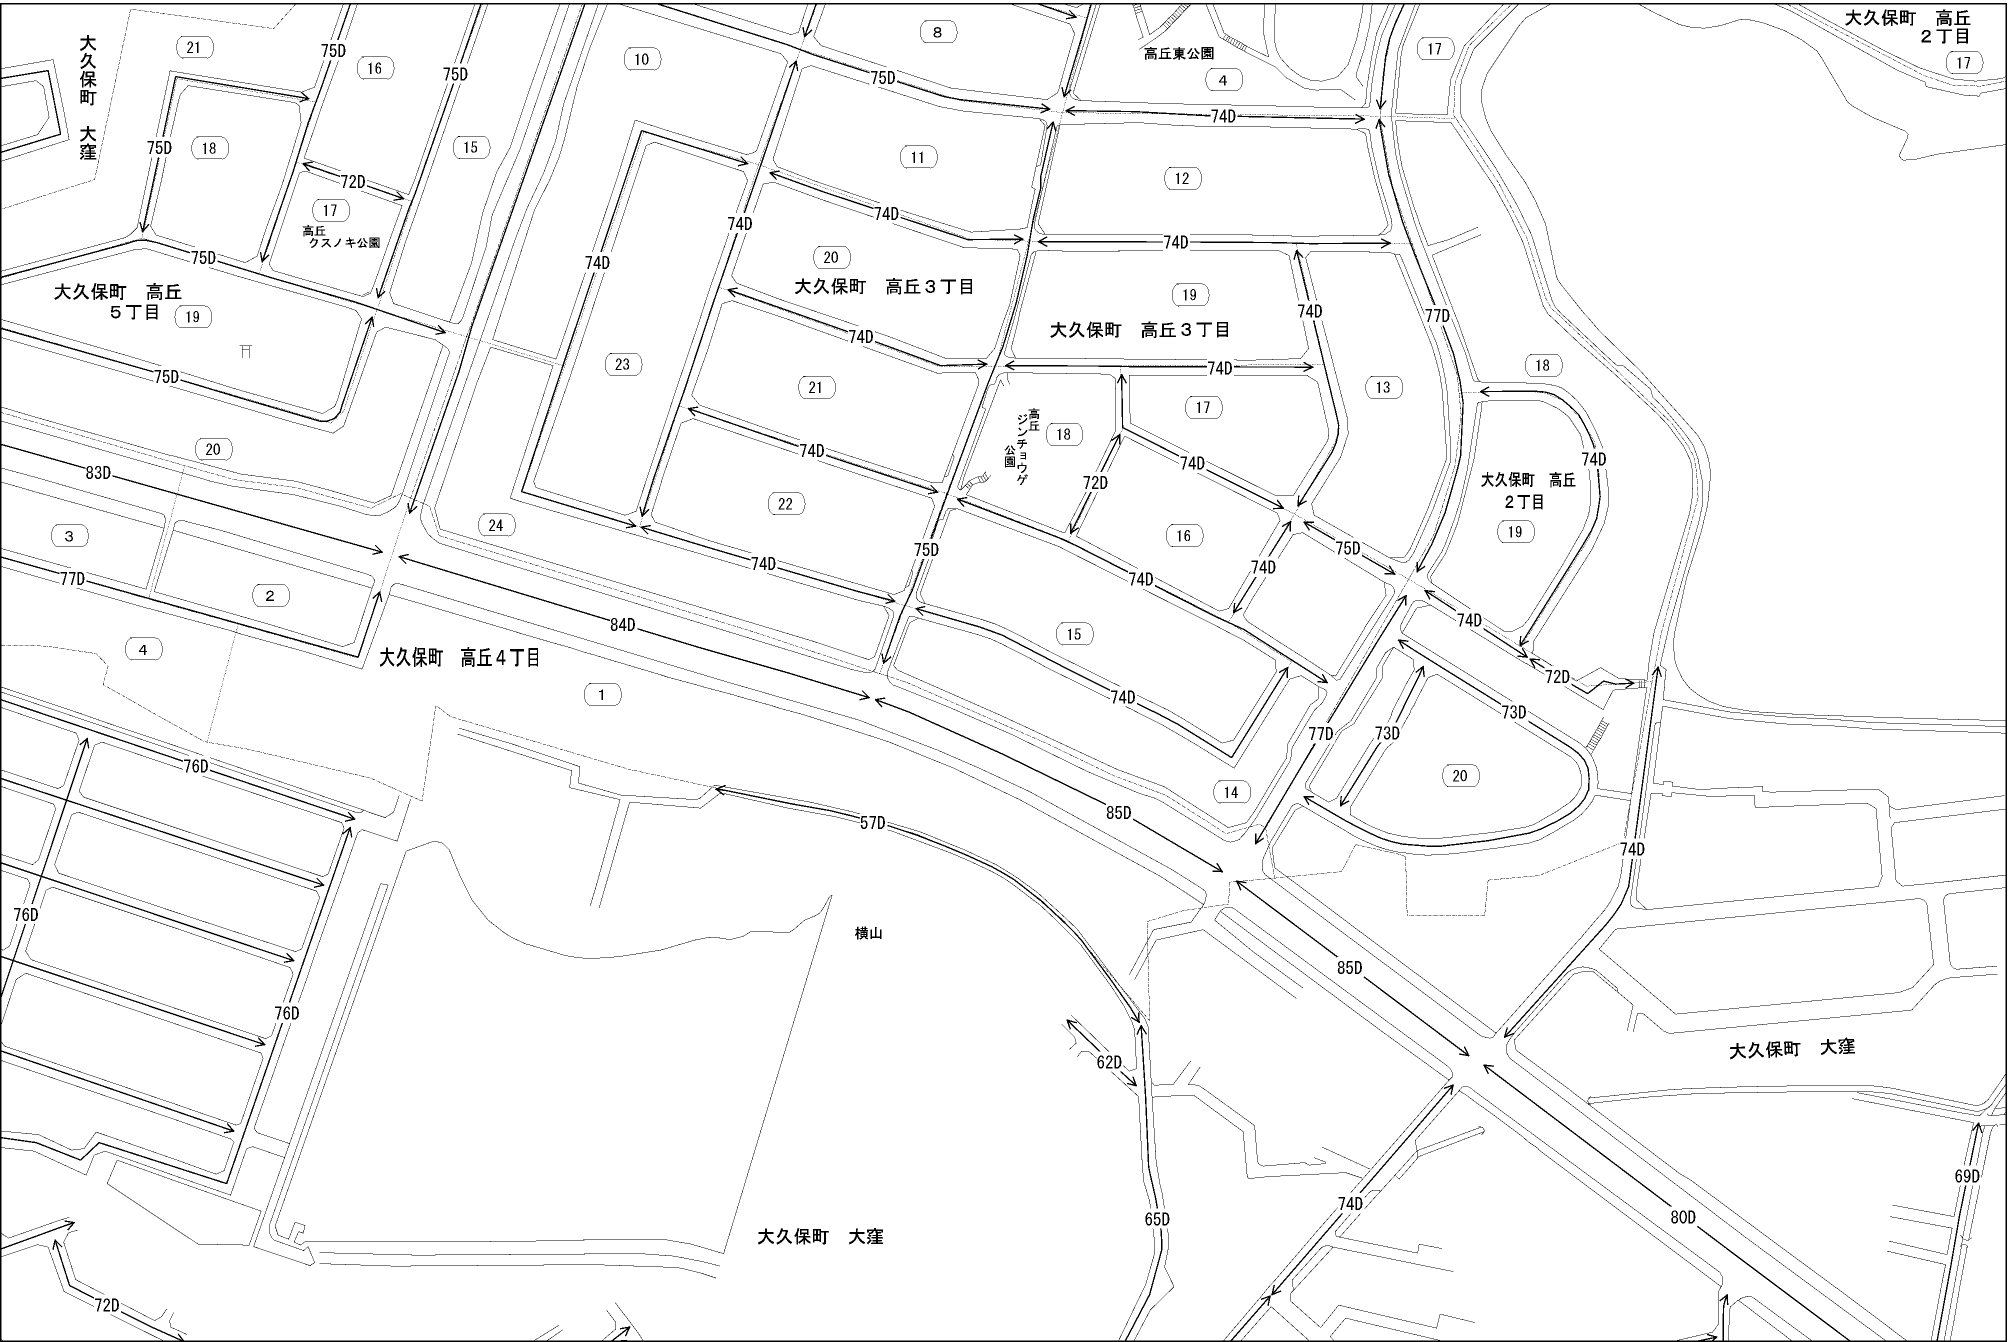 大久保町　高丘
２丁目
17
17
8
21
大久保町　大窪
75D
16
75D
10
75D
高丘東公園
4
74D
18
75D
15
72D
17
高丘
クスノキ公園
11
12
74D
74D
74D
74D
75D
20
大久保町　高丘３丁目
大久保町　高丘
５丁目
19
19
大久保町　高丘３丁目
74D
77D
74D
74D
18
75D
23
21
17
13
高丘
ジンチョウゲ
公園
18
20
74D
74D
74D
83D
72D
大久保町　高丘
２丁目
22
24
19
3
16
75D
75D
74D
77D
74D
74D
2
84D
74D
15
4
大久保町　高丘４丁目
1
72D
74D
73D
77D
73D
76D
20
14
85D
57D
74D
76D
横山
85D
76D
大久保町　大窪
62D
69D
74D
80D
65D
大久保町　大窪
72D